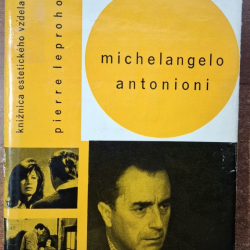 knižnica estetického vzdela
pierre leproho
michelangelo
antonioni